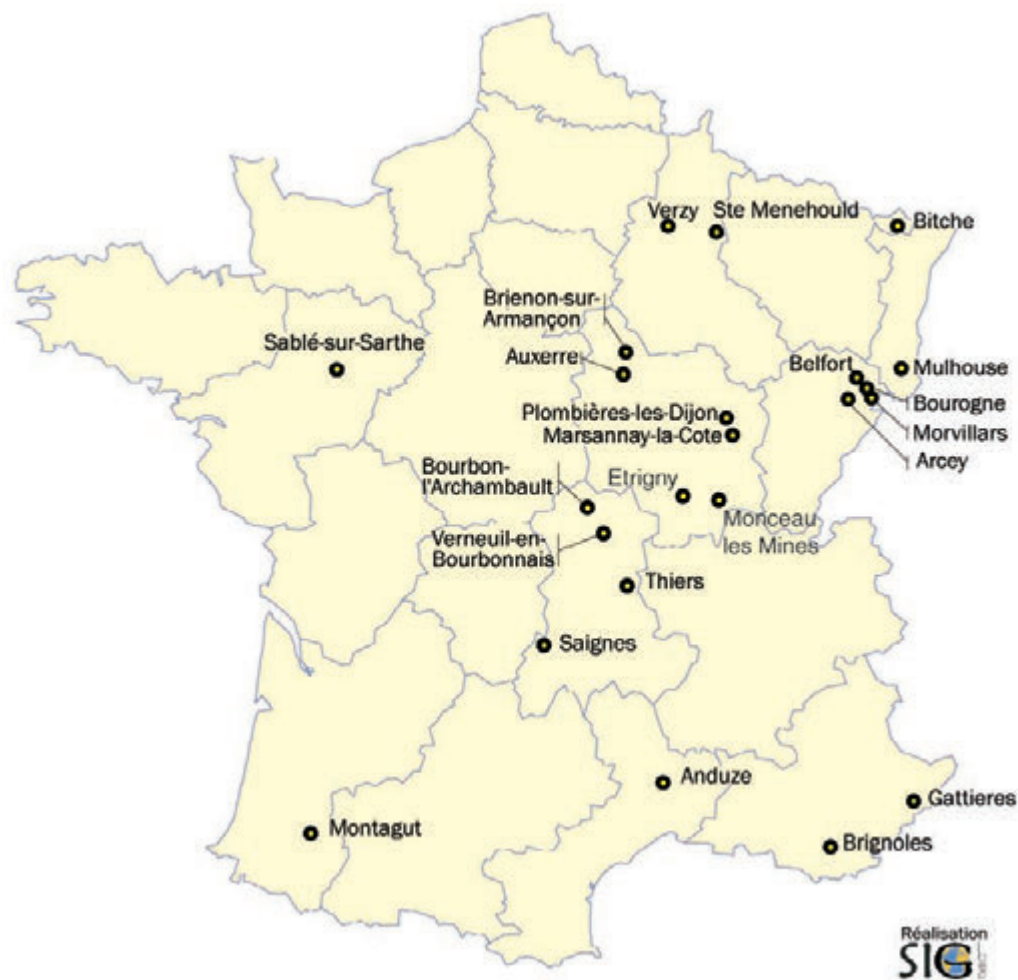 Verzy
Ste Menehould
Bitche
Brienon-sur-
Armançon
Sablé-sur-Sarthe
Auxerre
Belfort
Mulhouse
Bourogne
Plombières-les-Dijon
Morvillars
Marsannay-la-Cote
Arcey
Bourbon-
l'Archambault
Etrigny
Monceau
les Mines
Verneuil-en-
Bourbonnais
Thiers
Saignes
Anduze
Gattieres
Montagut
Brignoles
Réalisation
SIG